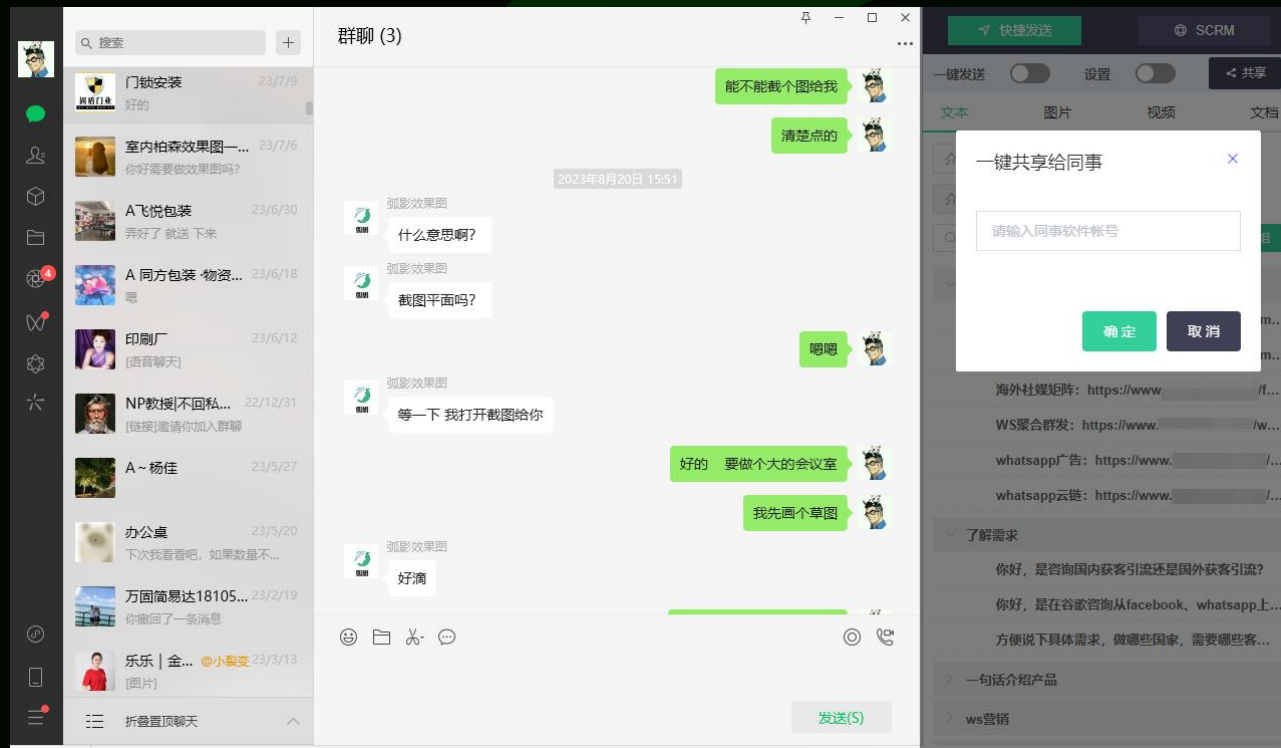 搜索
门锁安装 23/7/9
好的
室内柏森效果图一... 23/7/6
你好需要做效果图吗?
A飞悦包装 23/6/30
弄好了 就送 下来
A 同方包装 ·物资... 23/6/18
嗯
印刷厂 23/6/12
[语音聊天]
NP教授|不回私... 22/12/31
[链接]邀请你加入群聊
A~杨佳 23/5/27
办公桌 23/5/20
下次我看看吧,如果数量不...
万固简易达18105... 23/2/19
你撤回了一条消息
乐乐 | 金... @小裂变 23/3/13
[图片]
折叠置顶聊天
4
群聊 (3)
能不能截个图给我
清楚点的
2023年8月20日 15:51
弧影效果图
什么意思啊?
弧影效果图
截图平面吗?
嗯嗯
弧影效果图
等一下 我打开截图给你
好的 要做个大的会议室
我先画个草图
弧影效果图
好滴
发送(S)
快捷发送 SCRM
一键发送 设置 共享
文本 图片 视频 文档
一键共享给同事
请输入同事软件帐号
确定 取消
介
介
组
m...
m...
海外社媒矩阵:https://www /f...
WS聚合群发:https://www. /w...
whatsapp广告:https://www. /...
whatsapp云链:https://www. /...
了解需求
你好,是咨询国内获客引流还是国外获客引流?
你好,是在谷歌咨询从facebook、whatsapp上...
方便说下具体需求,做哪些国家,需要哪些客...
一句话介绍产品
ws营销